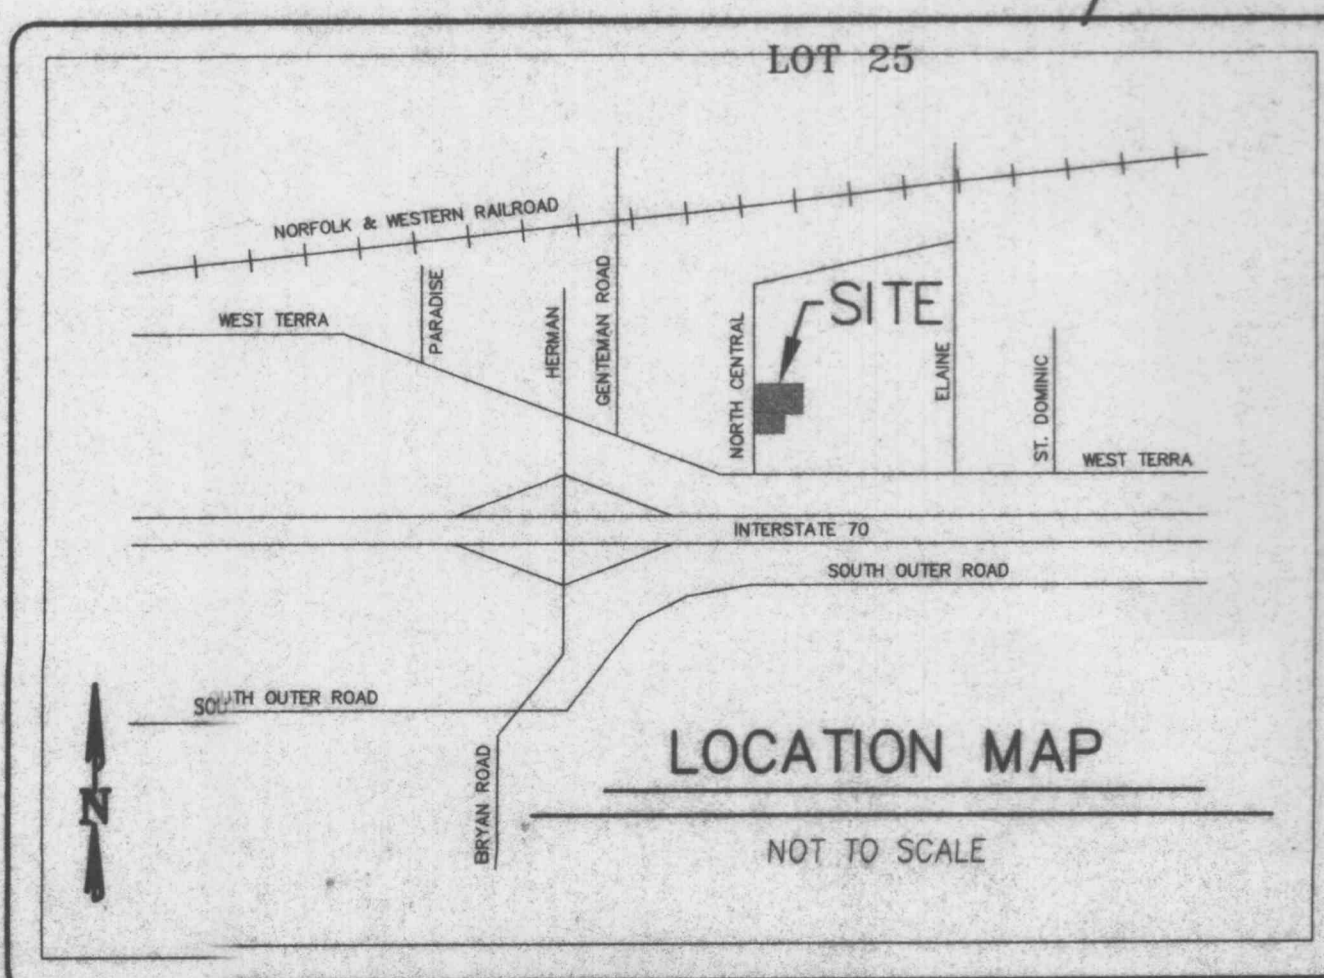 LOT 25
NORFOLK & WESTERN RAILROAD
WEST TERRA
PARADISE
HERMAN
GENTEMAN ROAD
NORTH CENTRAL
SITE
ELAINE
ST. DOMINIC
WEST TERRA
INTERSTATE 70
SOUTH OUTER ROAD
SOUTH OUTER ROAD
BRYAN ROAD
N
LOCATION MAP
NOT TO SCALE